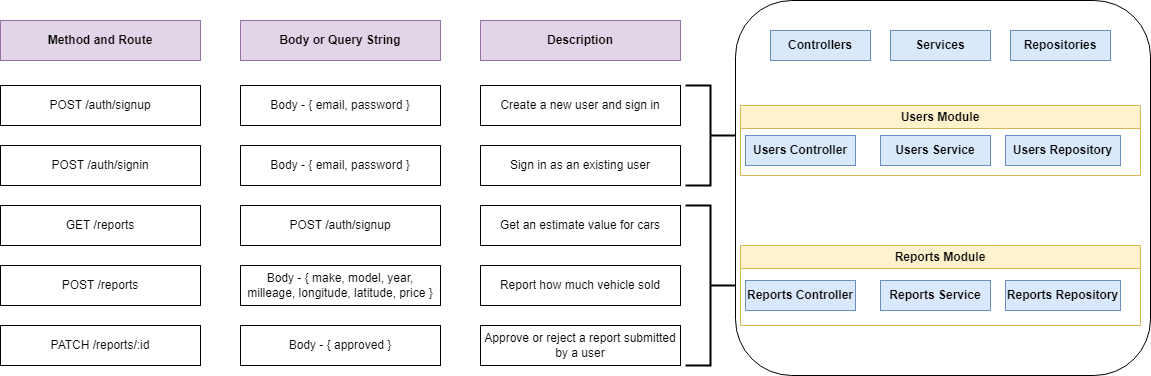 Method and Route
Body or Query String
Description
Controllers
Services
Repositories
POST /auth/signup
Body - { email, password }
Create a new user and sign in
Users Module
Users Controller
Users Service
Users Repository
POST /auth/signin
Body - { email, password }
Sign in as an existing user
GET /reports
POST /auth/signup
Get an estimate value for cars
Reports Module
Reports Controller
Reports Service
Reports Repository
POST /reports
Body - { make, model, year,
milleage, longitude, latitude, price }
Report how much vehicle sold
PATCH /reports/:id
Body - { approved }
Approve or reject a report submitted
by a user